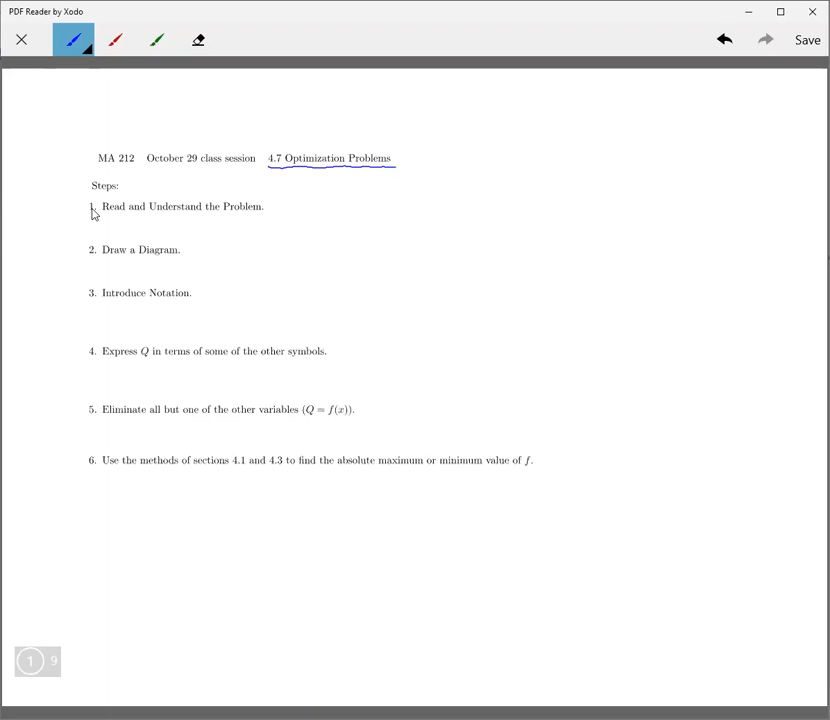 PDF Reader by Xodo
Save
MA 212 October 29 class session 4.7 Optimization Problems
Steps:
1. Read and Understand the Problem.
2. Draw a Diagram.
3. Introduce Notation.
4. Express Q in terms of some of the other symbols.
5. Eliminate all but one of the other variables (Q = f(x)).
6. Use the methods of sections 4.1 and 4.3 to find the absolute maximum or minimum value of f.
1 9